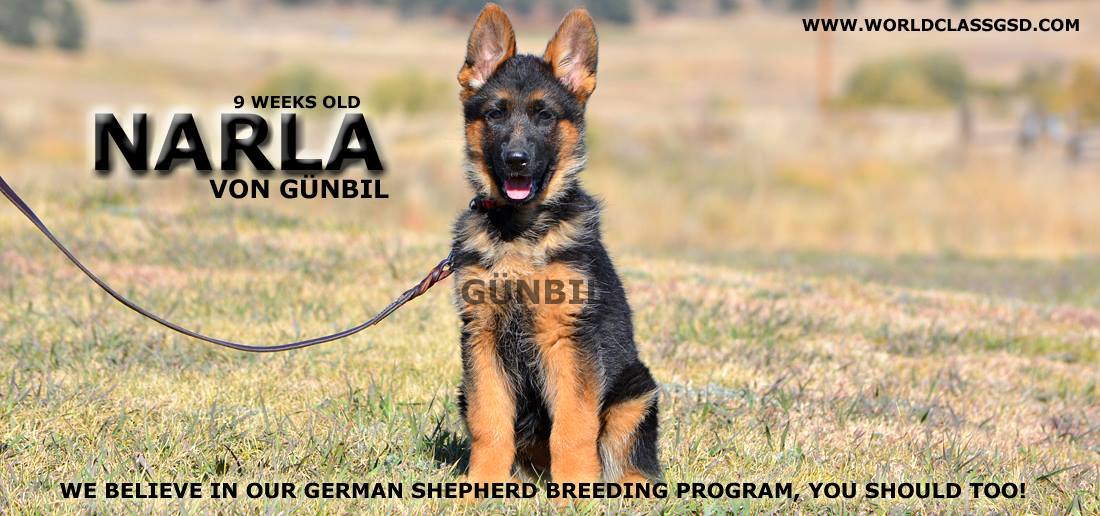 WWW.WORLDCLASSGSD.COM
9 WEEKS OLD
NARLA
VON GÜNBIL
GÜNBIL
WE BELIEVE IN OUR GERMAN SHEPHERD BREEDING PROGRAM, YOU SHOULD TOO!